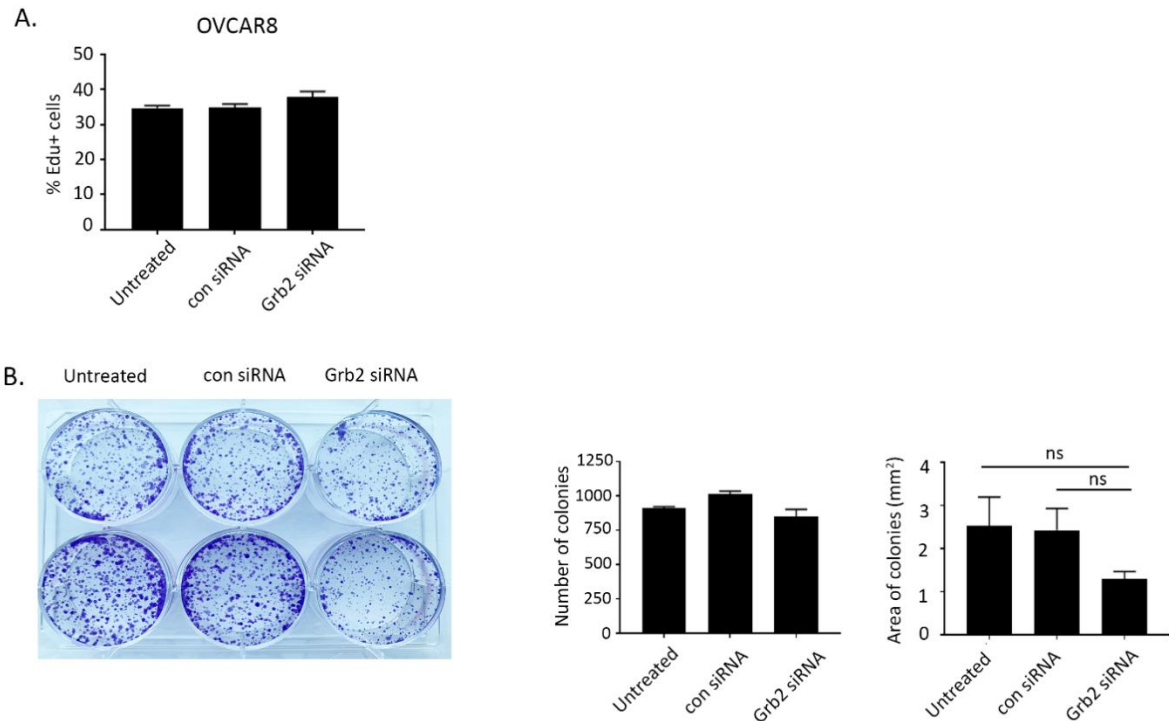 A.
OVCAR8
% Edu+ cells
50
40
30
20
10
0
Untreated
con siRNA
Grb2 siRNA
B.
Untreated con siRNA Grb2 siRNA
Number of colonies
1250
1000
750
500
250
0
Untreated
con siRNA
Grb2 siRNA
Area of colonies (mm²)
4
3
2
1
0
ns
ns
Untreated
con siRNA
Grb2 siRNA